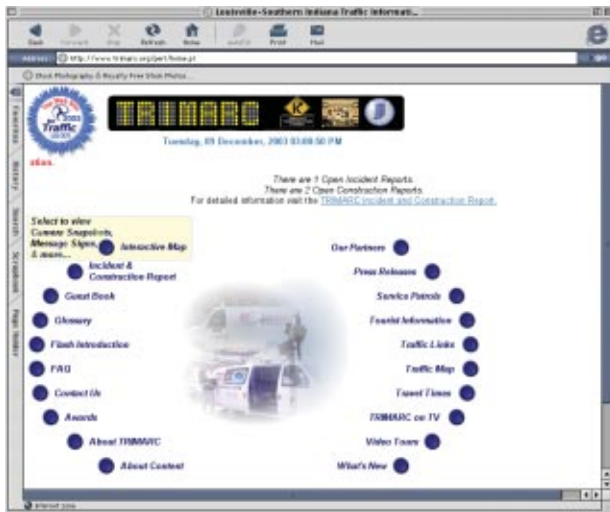 Louisville-Southern Indiana Traffic Informati...
Back Forward Stop Refresh Home AutoFill Print Mail
Address http://www.trimarc.org/perl/home.pl
Stock Photography & Royalty Free Stock Photos...
Favorites
History
Search
Scrapbook
Page Holder
Traffic
2003
TRIMARC
Tuesday, 09 December, 2003 03:08:50 PM
There are 1 Open Incident Reports.
There are 2 Open Construction Reports.
For detailed information visit the TRIMARC Incident and Construction Report.
Select to view
Camera Snapshots,
Message Signs,
& more...
Interactive Map
Incident &
Construction Report
Guest Book
Glossary
Flash Introduction
FAQ
Contact Us
Awards
About TRIMARC
About Content
Our Partners
Press Releases
Service Patrols
Tourist Information
Traffic Links
Traffic Map
Travel Times
TRIMARC on TV
Video Tours
What's New
Internet zone